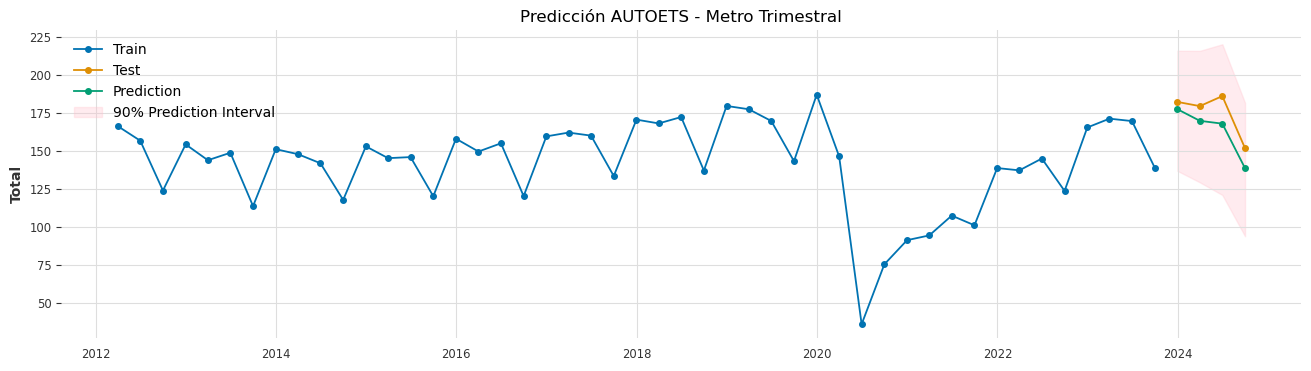 Predicción AUTOETS - Metro Trimestral
Total
225
200
175
150
125
100
75
50
Train
Test
Prediction
90% Prediction Interval
2012
2014
2016
2018
2020
2022
2024